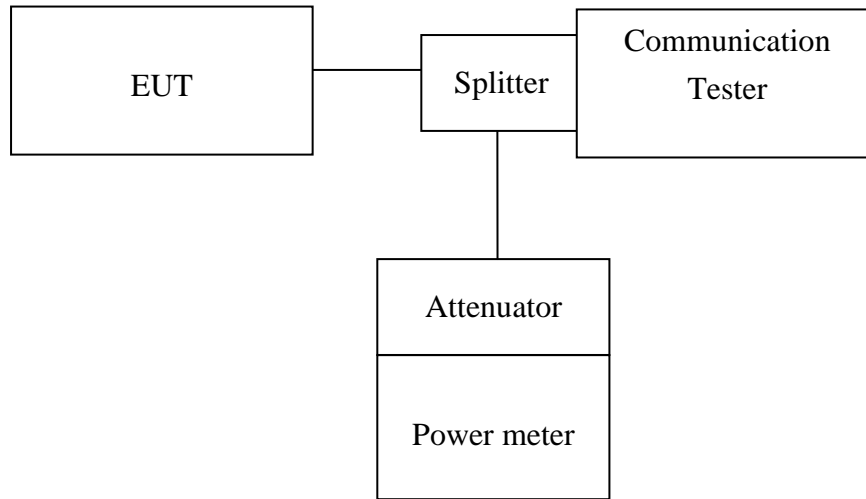 EUT
Splitter
Communication
Tester
Attenuator
Power meter